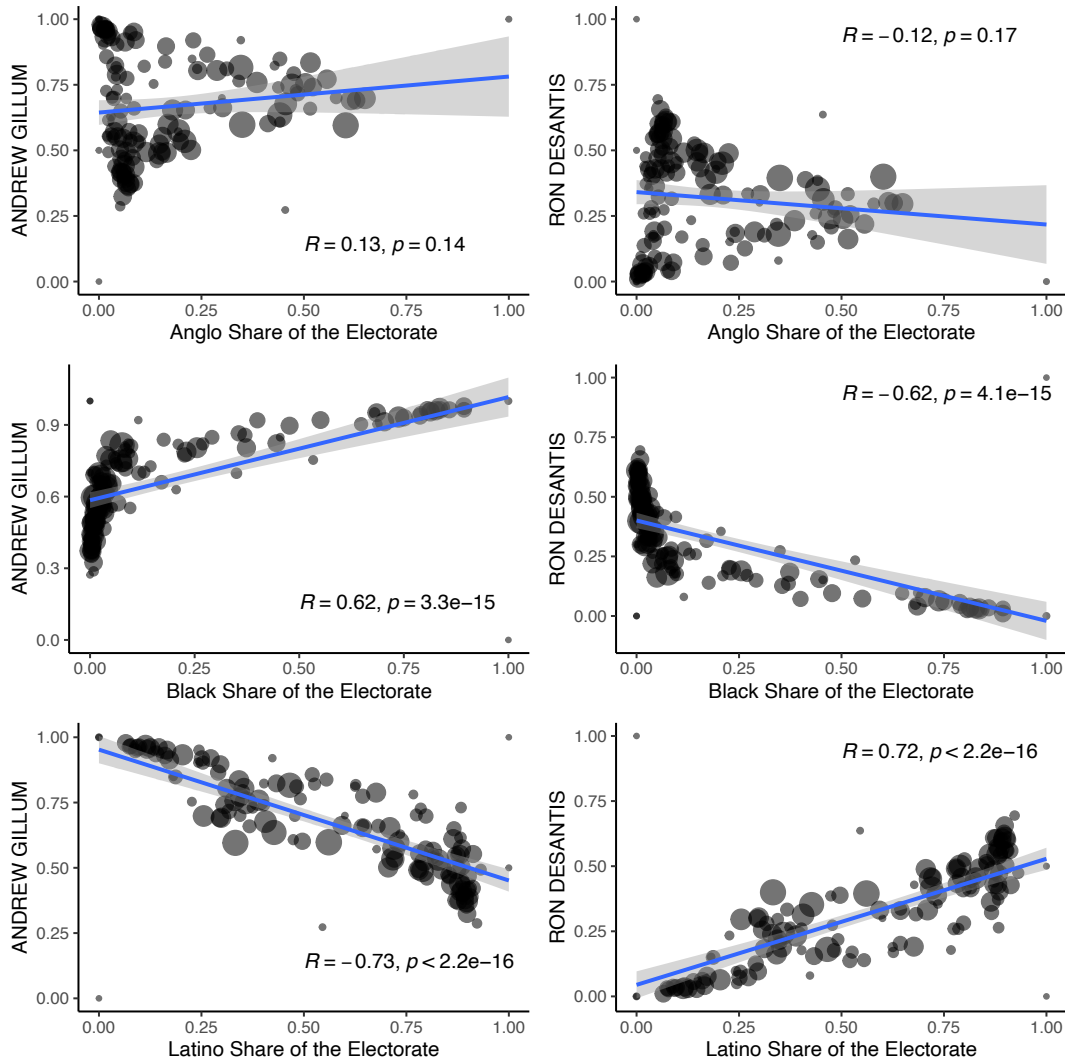 ANDREW GILLUM
1.00
0.75
0.50
0.25
0.00
R = 0.13, p = 0.14
0.00 0.25 0.50 0.75 1.00
Anglo Share of the Electorate
RON DESANTIS
1.00
0.75
0.50
0.25
0.00
R = −0.12, p = 0.17
0.00 0.25 0.50 0.75 1.00
Anglo Share of the Electorate
ANDREW GILLUM
0.9
0.6
0.3
0.0
R = 0.62, p = 3.3e−15
0.00 0.25 0.50 0.75 1.00
Black Share of the Electorate
RON DESANTIS
1.00
0.75
0.50
0.25
0.00
R = −0.62, p = 4.1e−15
0.00 0.25 0.50 0.75 1.00
Black Share of the Electorate
ANDREW GILLUM
1.00
0.75
0.50
0.25
0.00
R = −0.73, p < 2.2e−16
0.00 0.25 0.50 0.75 1.00
Latino Share of the Electorate
RON DESANTIS
1.00
0.75
0.50
0.25
0.00
R = 0.72, p < 2.2e−16
0.00 0.25 0.50 0.75 1.00
Latino Share of the Electorate